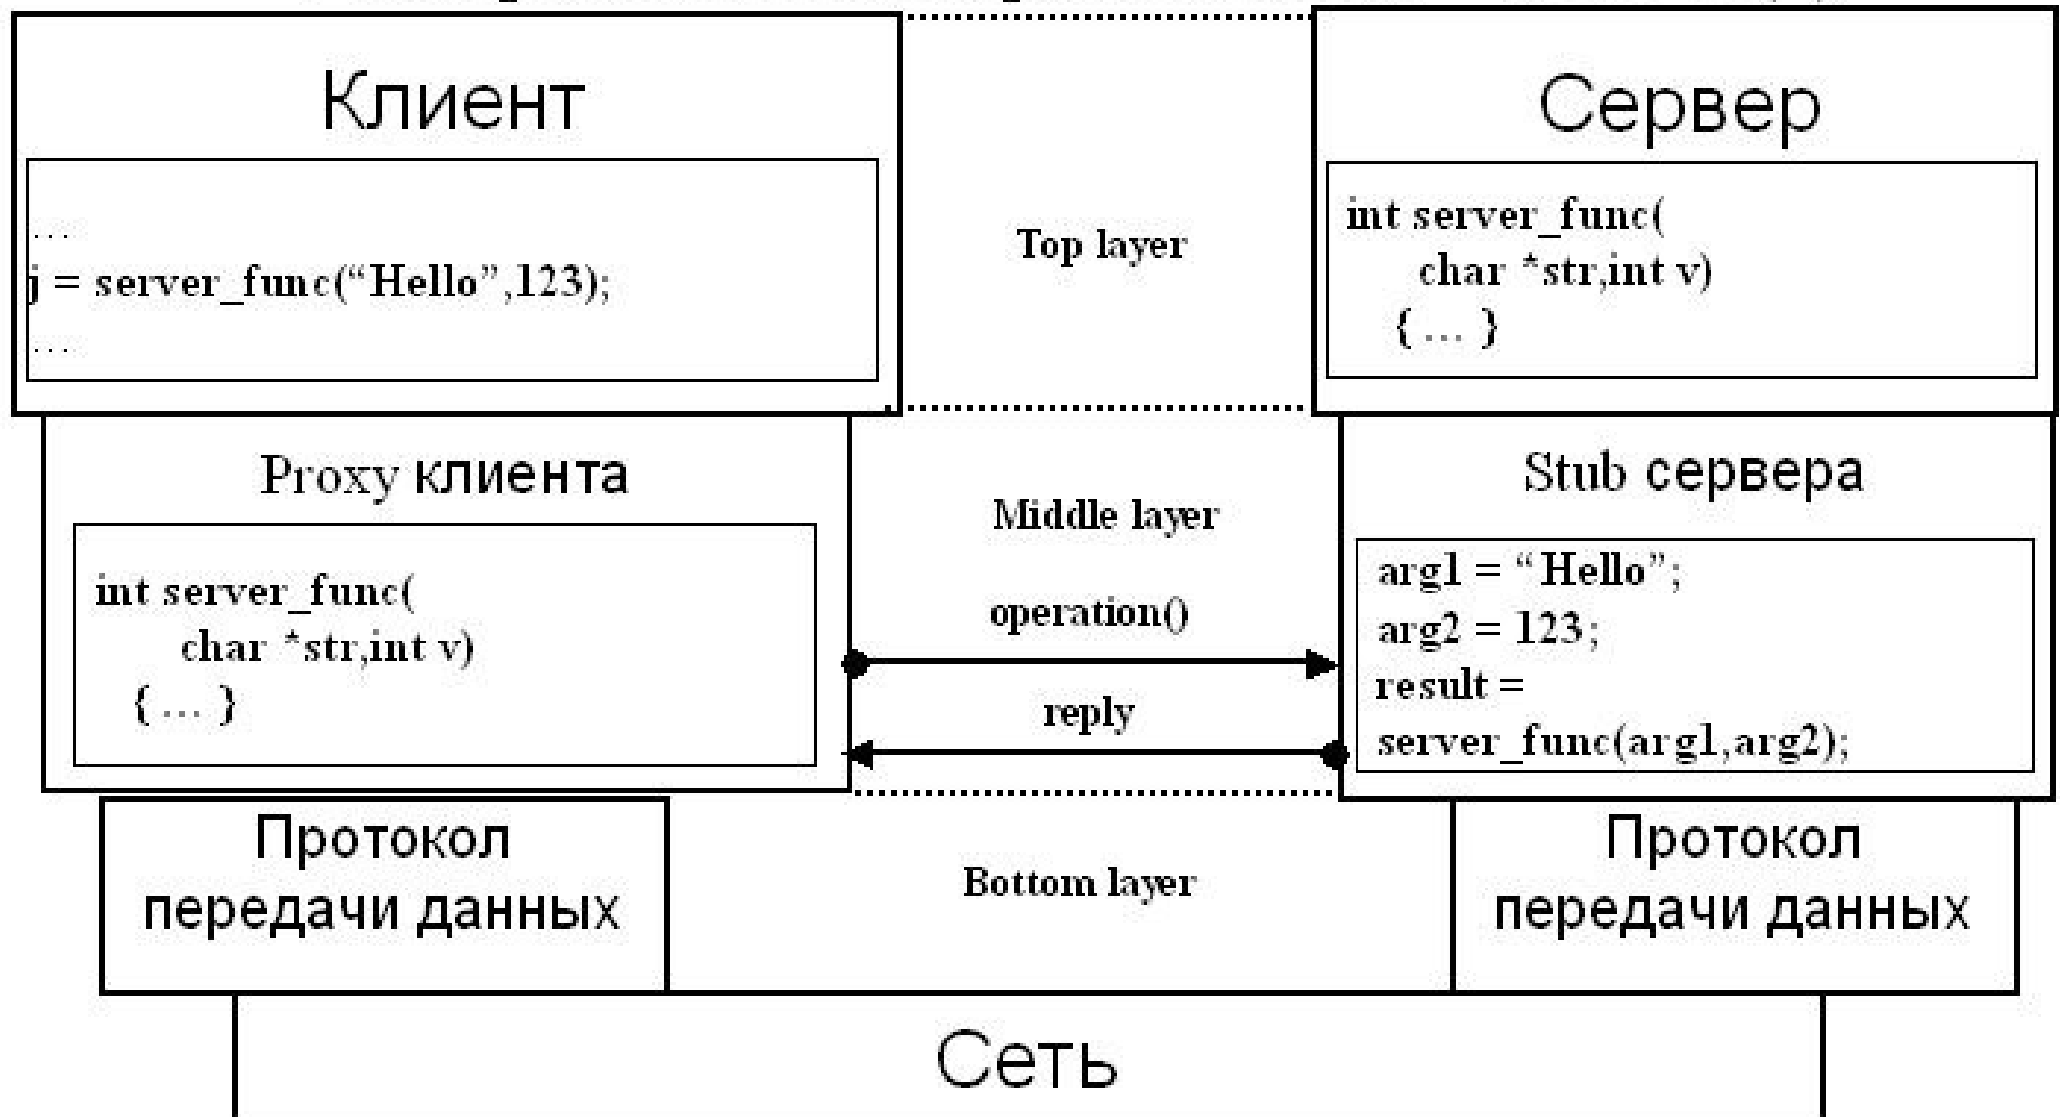 Клиент
....
j = server_func(“Hello”,123);
....
Top layer
Сервер
int server_func(
char *str,int v)
{ ... }
Proxy клиента
int server_func(
char *str,int v)
{ ... }
Middle layer
operation()
reply
Stub сервера
arg1 = “Hello”;
arg2 = 123;
result =
server_func(arg1,arg2);
Протокол
передачи данных
Bottom layer
Протокол
передачи данных
Сеть